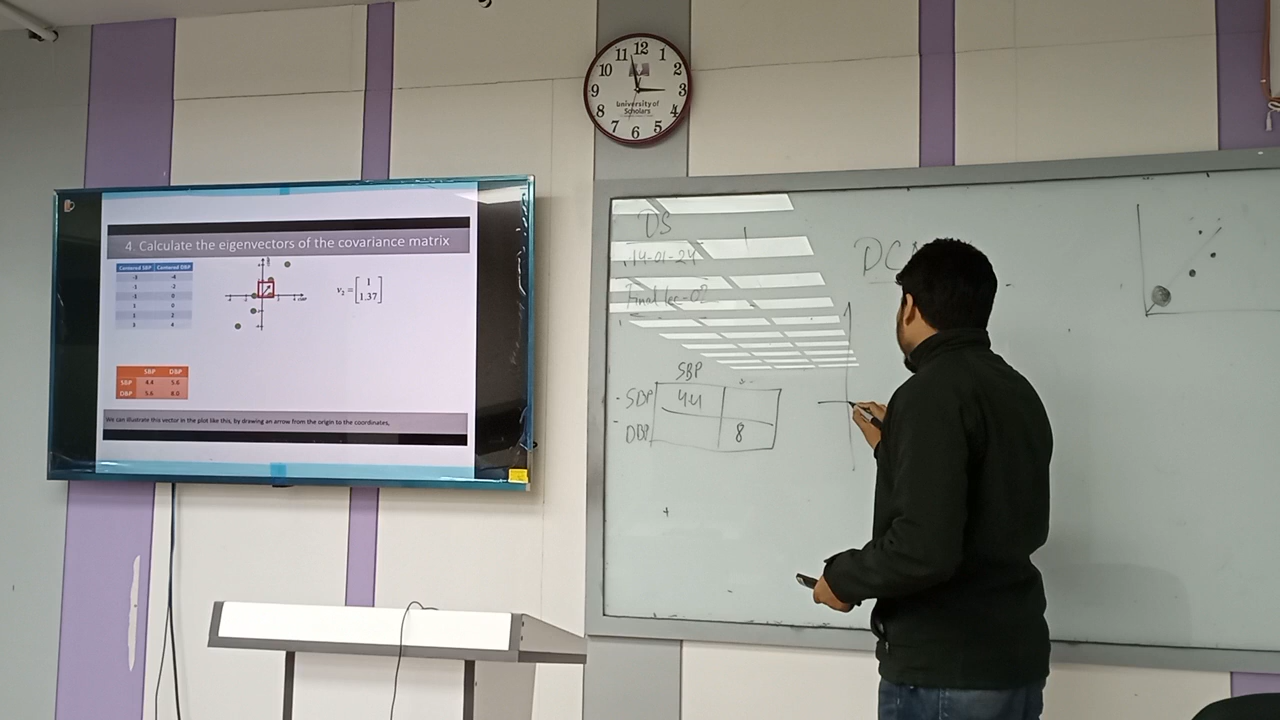 11 12 1
10 2
9 3
8 4
7 6 5
University of
Scholars
4. Calculate the eigenvectors of the covariance matrix
Centered SBP Centered DBP
-3 -4
-1 -2
-1 0
1 0
1 2
3 4
v₂ = [1
1.37]
SBP DBP
SBP 4.4 5.6
DBP 5.6 8.0
We can illustrate this vector in the plot like this, by drawing an arrow from the origin to the coordinates,
DS
14-01-24
Final Lec-02
SBP
SBP 4.4
DBP 8